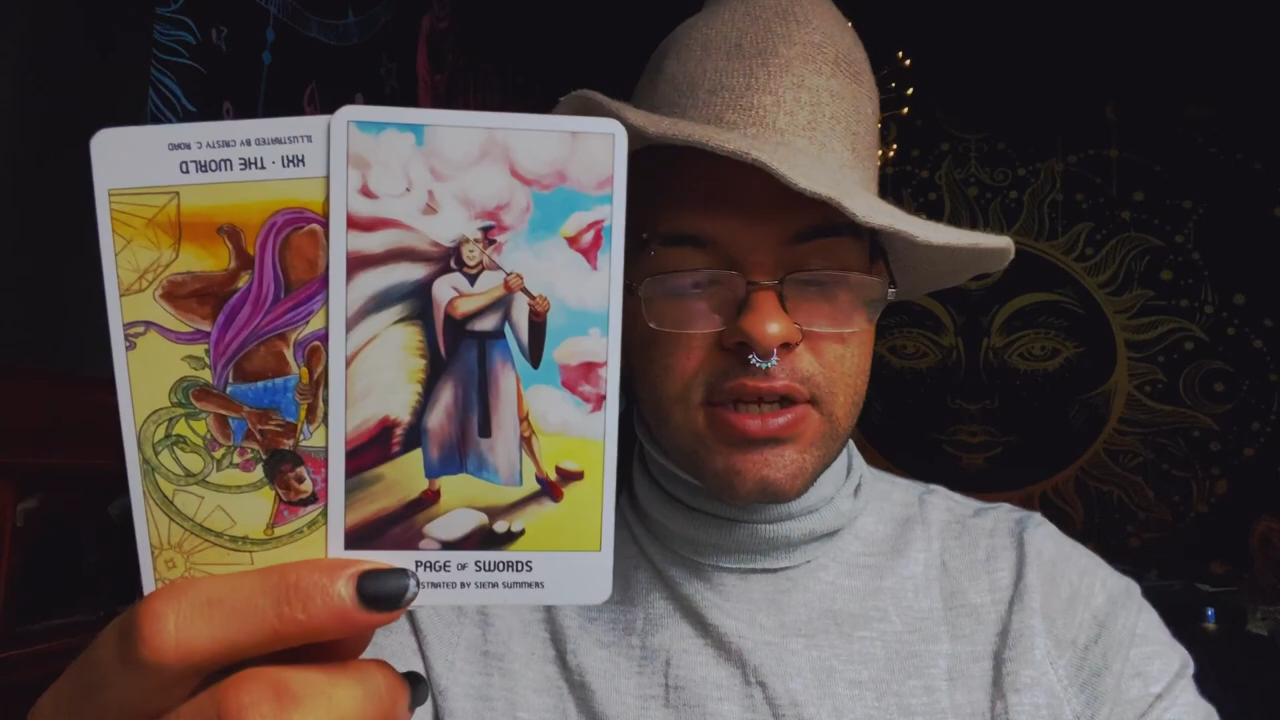 XXI · THE WORLD
ILLUSTRATED BY CRISTY C. ROAD
PAGE OF SWORDS
STRATED BY SIENA SUMMERS